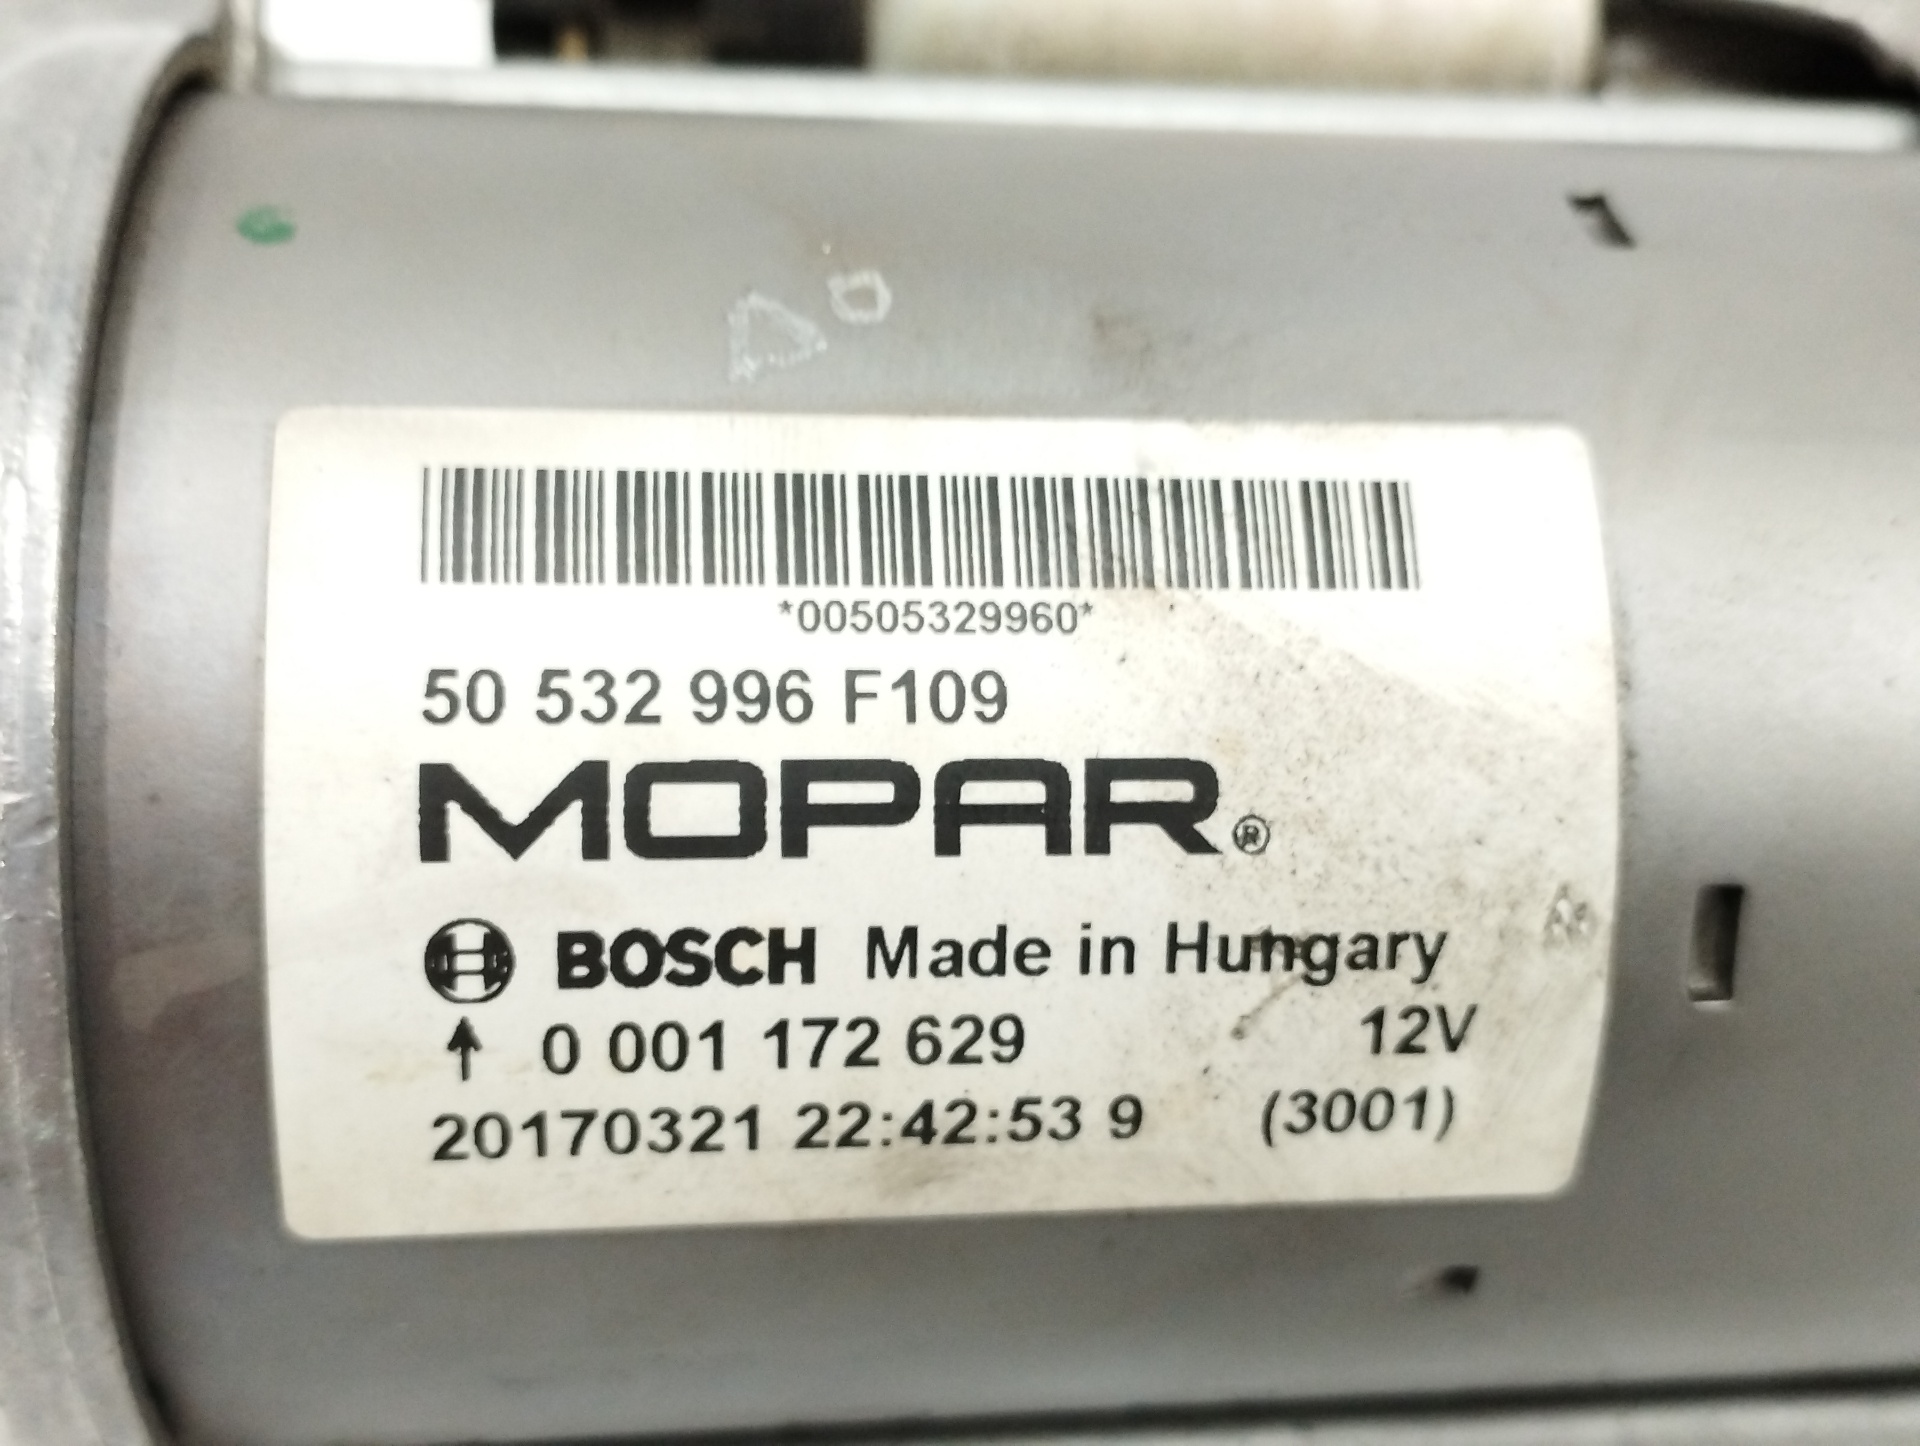 *00505329960*
50 532 996 F109
MOPAR®
BOSCH Made in Hungary
↑ 0 001 172 629 12V
20170321 22:42:53 9 (3001)